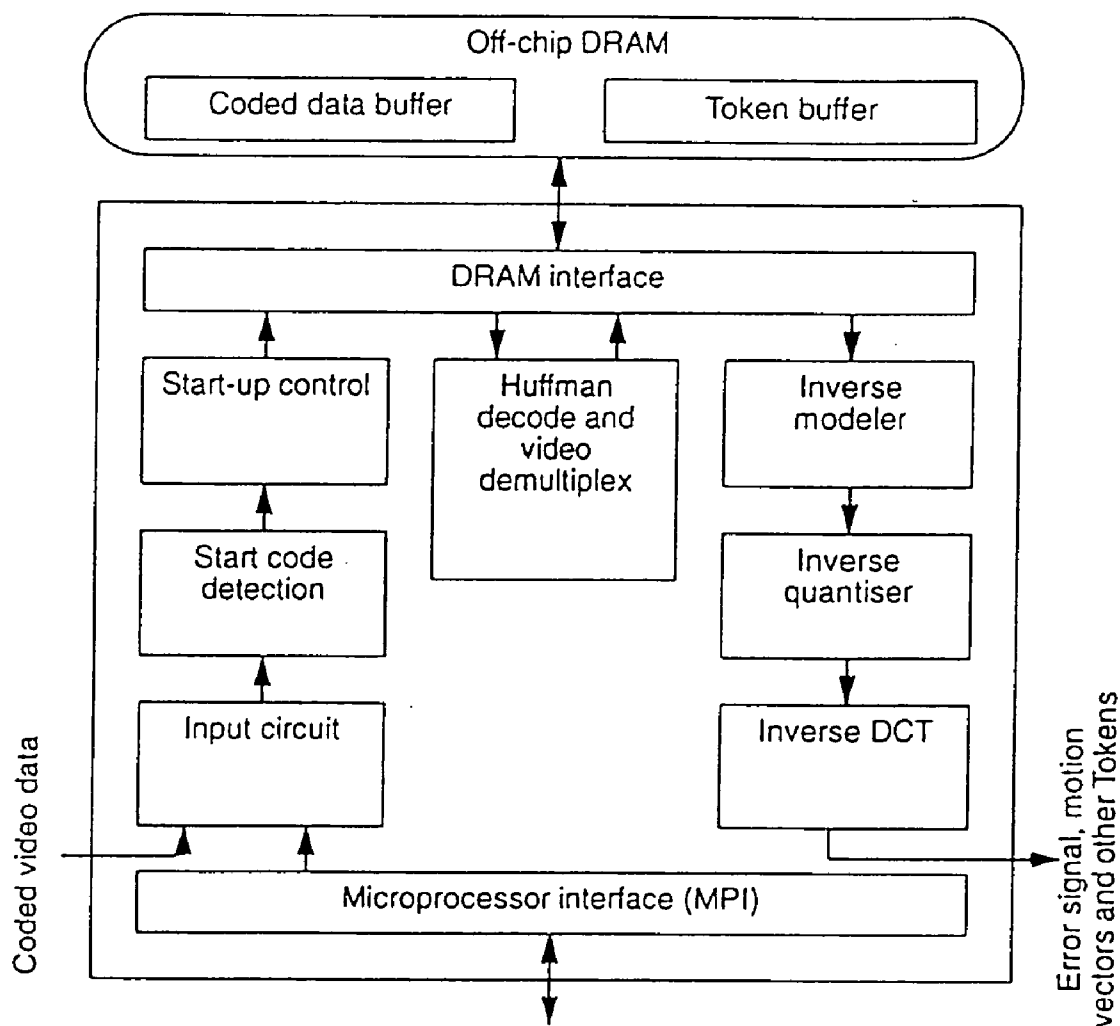 Off-chip DRAM
Coded data buffer
Token buffer
DRAM interface
Start-up control
Huffman
decode and
video
demultiplex
Inverse
modeler
Start code
detection
Inverse
quantiser
Input circuit
Inverse DCT
Coded video data
Microprocessor interface (MPI)
Error signal, motion
vectors and other Tokens